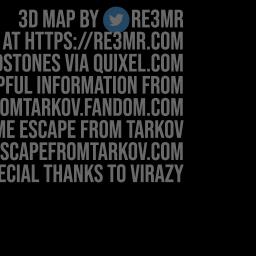 3D MAP BY RE3MR
AT HTTPS://RE3MR.COM
DSTONES VIA QUIXEL.COM
PFUL INFORMATION FROM
OMTARKOV.FANDOM.COM
ME ESCAPE FROM TARKOV
SCAPEFROMTARKOV.COM
ECIAL THANKS TO VIRAZY